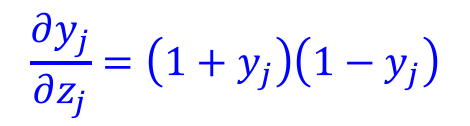 ∂y_j/∂z_j = (1 + y_j)(1 − y_j)